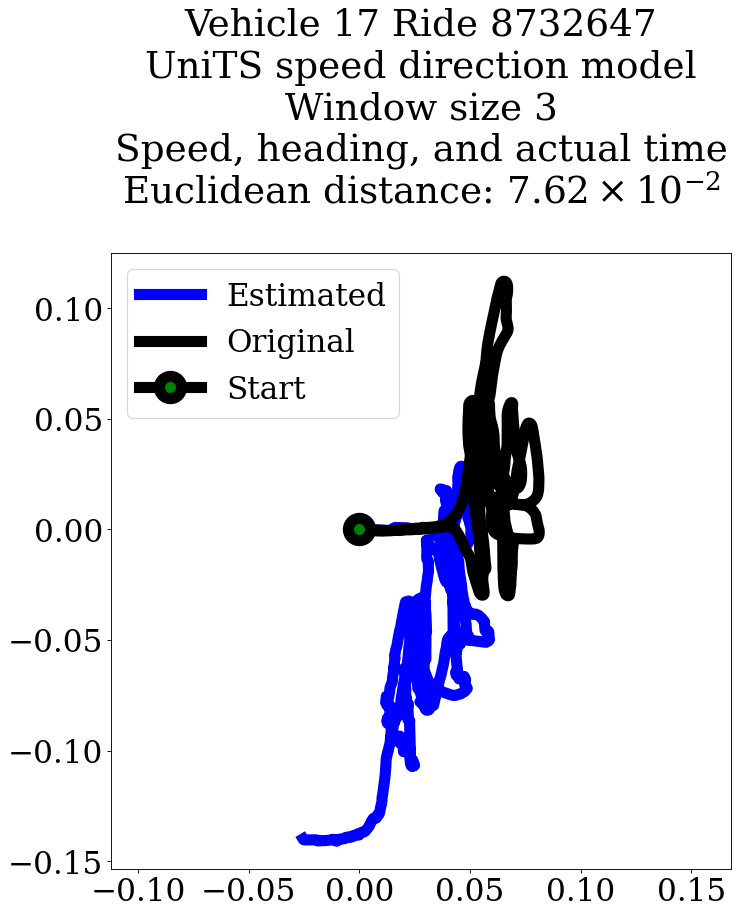 Vehicle 17 Ride 8732647
UniTS speed direction model
Window size 3
Speed, heading, and actual time
Euclidean distance: 7.62 × 10⁻²
Estimated
Original
Start
0.10
0.05
0.00
−0.05
−0.10
−0.15
−0.10 −0.05 0.00 0.05 0.10 0.15